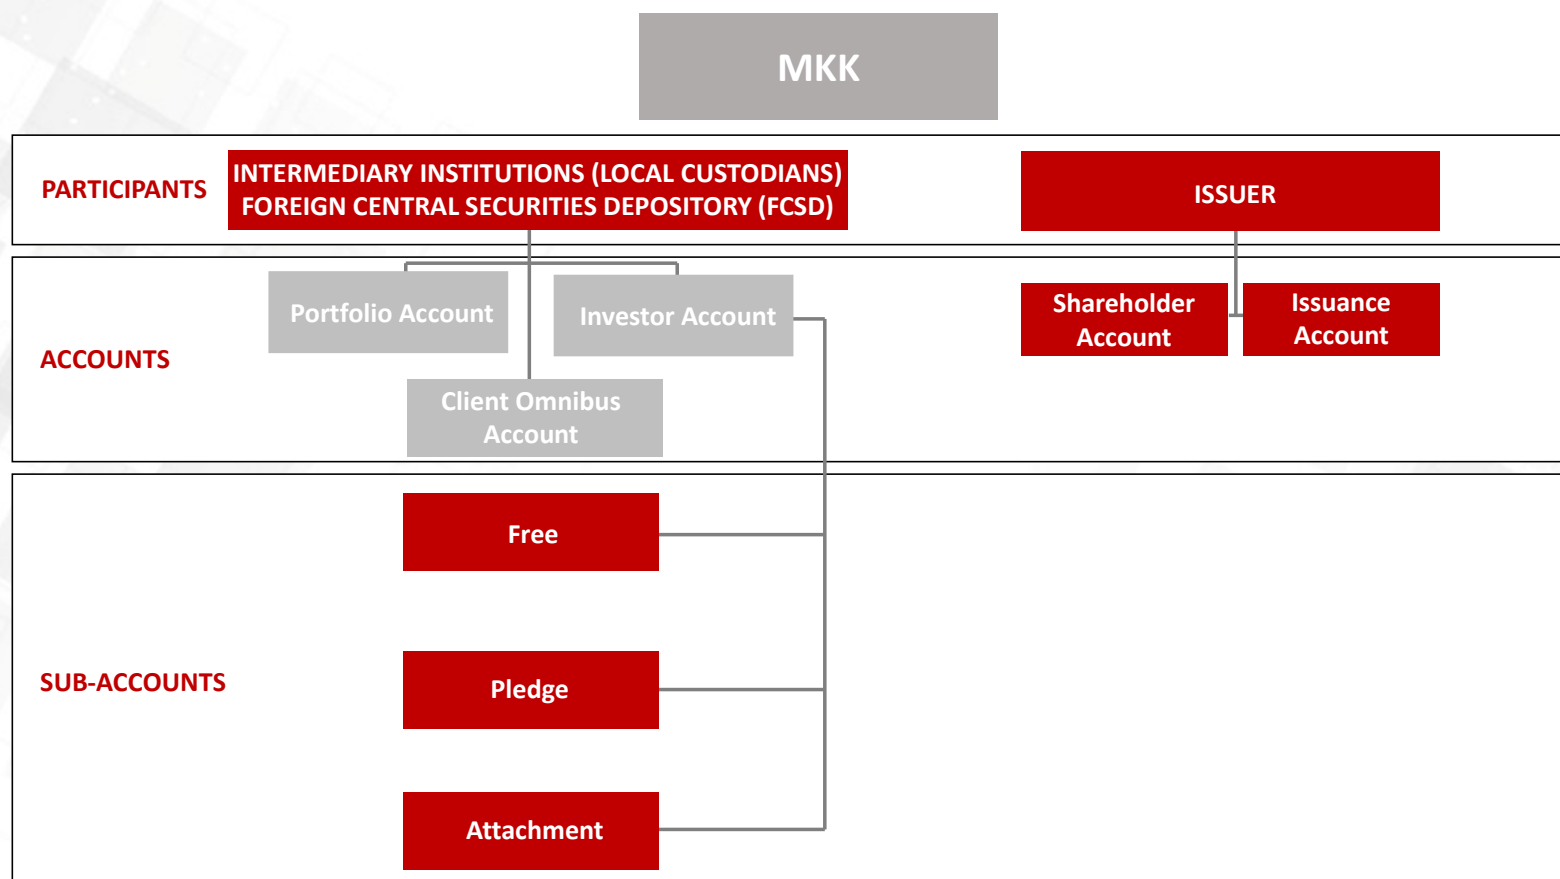 MKK
PARTICIPANTS
INTERMEDIARY INSTITUTIONS (LOCAL CUSTODIANS)
FOREIGN CENTRAL SECURITIES DEPOSITORY (FCSD)
ISSUER
ACCOUNTS
Portfolio Account
Investor Account
Client Omnibus
Account
Shareholder
Account
Issuance
Account
SUB-ACCOUNTS
Free
Pledge
Attachment